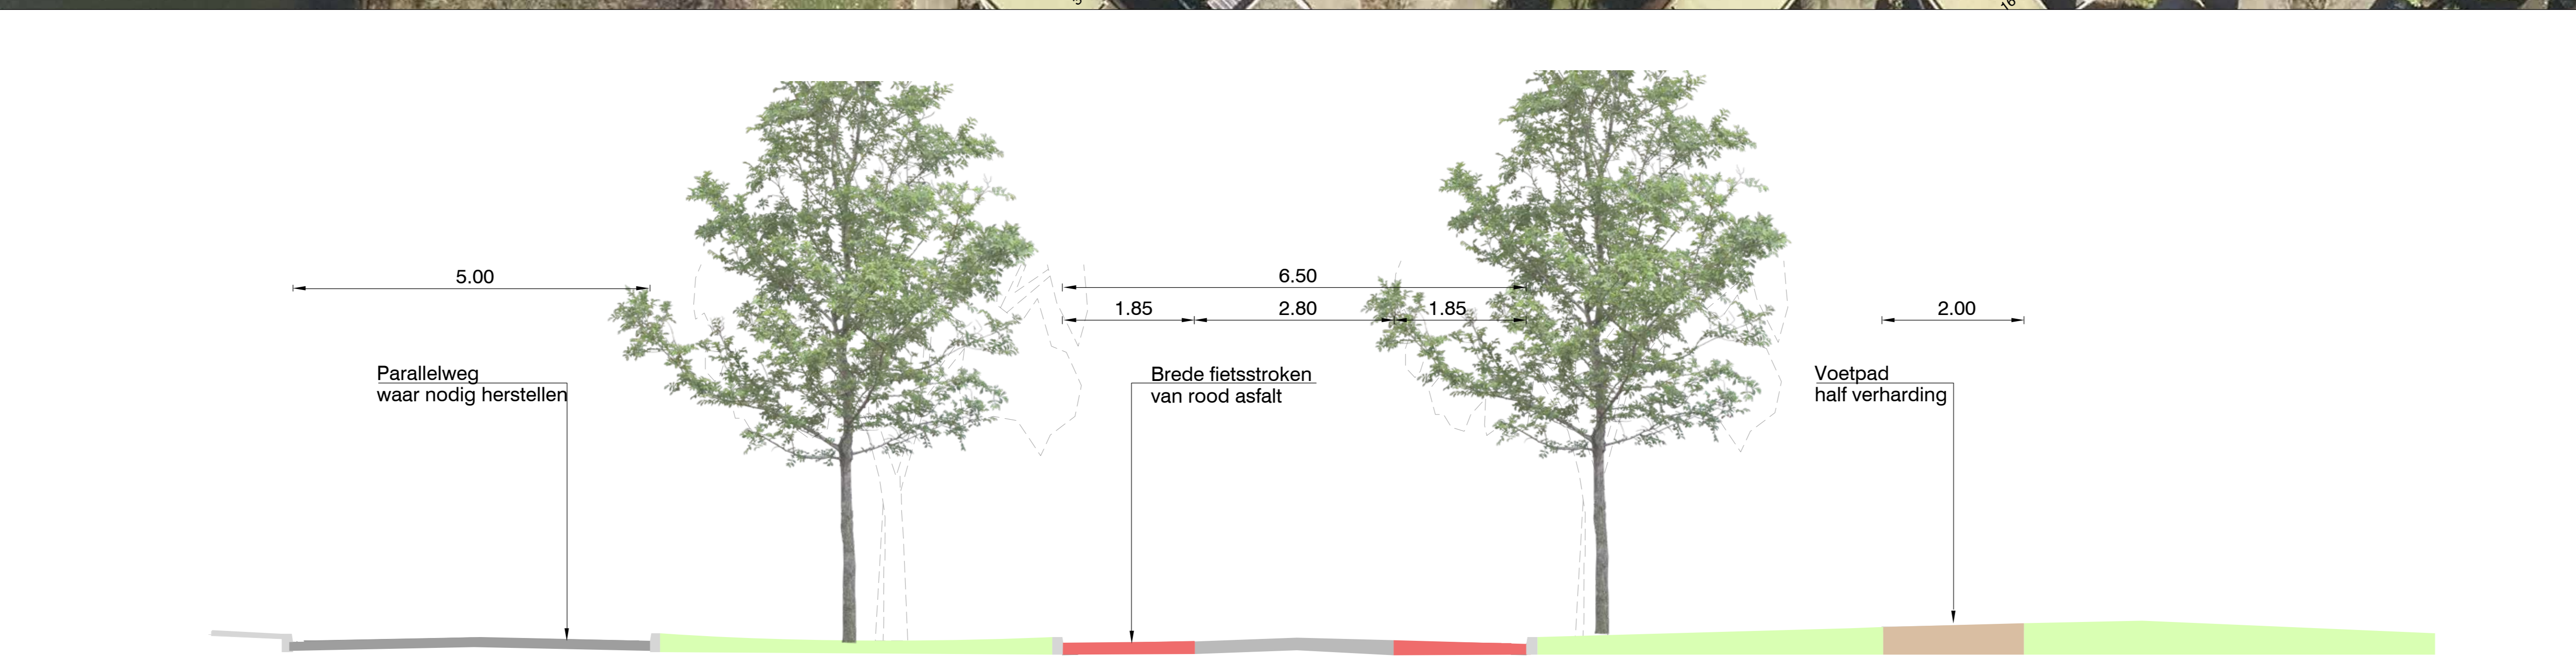 16
5.00
6.50
1.85
2.80
1.85
2.00
Parallelweg
waar nodig herstellen
Brede fietsstroken
van rood asfalt
Voetpad
half verharding